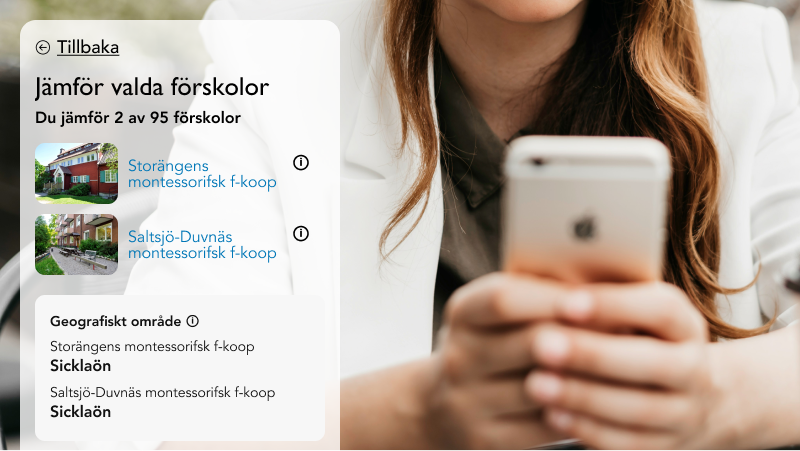 Tillbaka
Jämför valda förskolor
Du jämför 2 av 95 förskolor
Storängens
montessorifsk f-koop
Saltsjö-Duvnäs
montessorifsk f-koop
Geografiskt område
Storängens montessorifsk f-koop
Sicklaön
Saltsjö-Duvnäs montessorifsk f-koop
Sicklaön